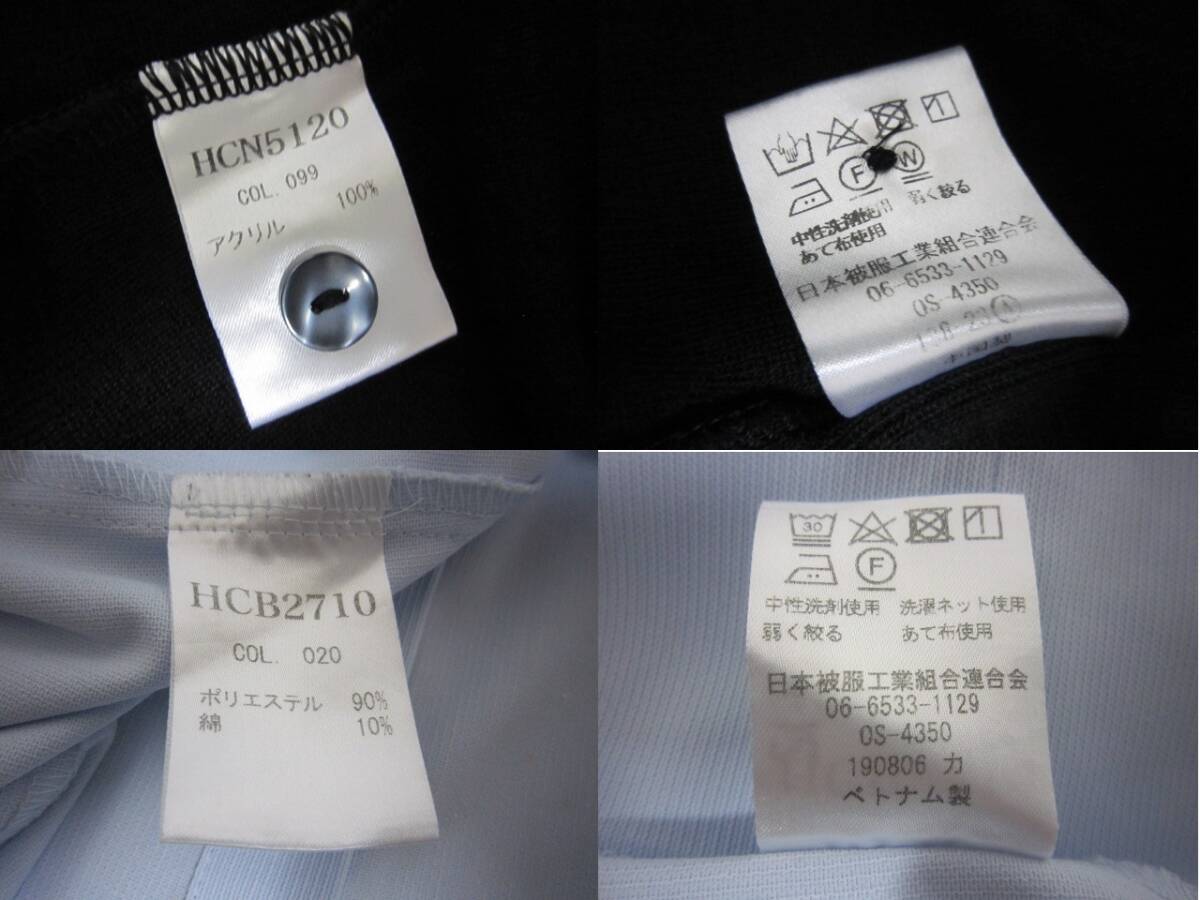 HCN5120
COL. 099
アクリル 100%
F W
中性洗剤使用 弱く絞る
あて布使用
日本被服工業組合連合会
06-6533-1129
OS-4350
HCB2710
COL. 020
ポリエステル 90%
綿 10%
30
F
中性洗剤使用 洗濯ネット使用
弱く絞る あて布使用
日本被服工業組合連合会
06-6533-1129
OS-4350
190806 カ
ベトナム製